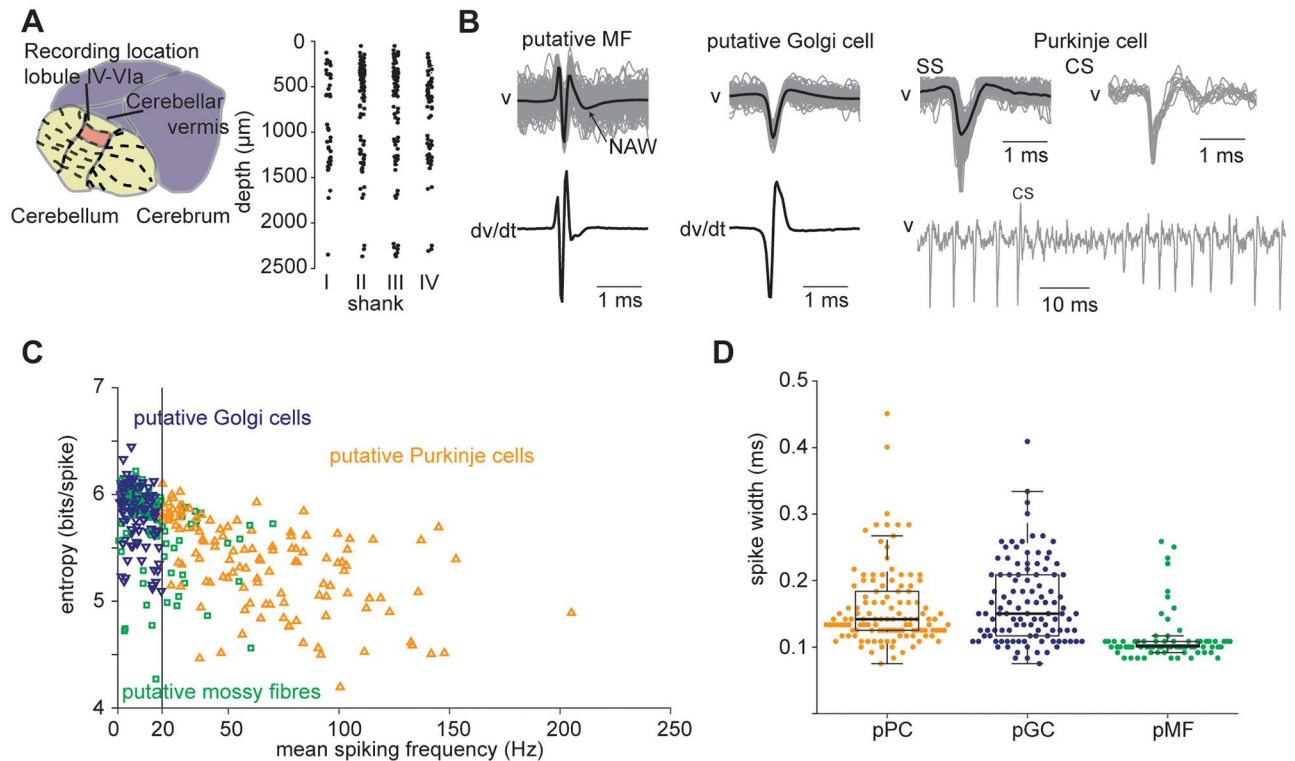 A
Recording location
lobule IV-VIa
Cerebellar
vermis
Cerebellum
Cerebrum
depth (μm)
0
500
1000
1500
2000
2500
I II III IV
shank
B
putative MF
putative Golgi cell
Purkinje cell
SS
CS
v
v
v
v
NAW
1 ms
1 ms
dv/dt
dv/dt
1 ms
1 ms
CS
v
10 ms
C
entropy (bits/spike)
7
6
5
4
putative Golgi cells
putative Purkinje cells
putative mossy fibres
0 20 50 100 150 200 250
mean spiking frequency (Hz)
D
spike width (ms)
0.5
0.4
0.3
0.2
0.1
pPC pGC pMF